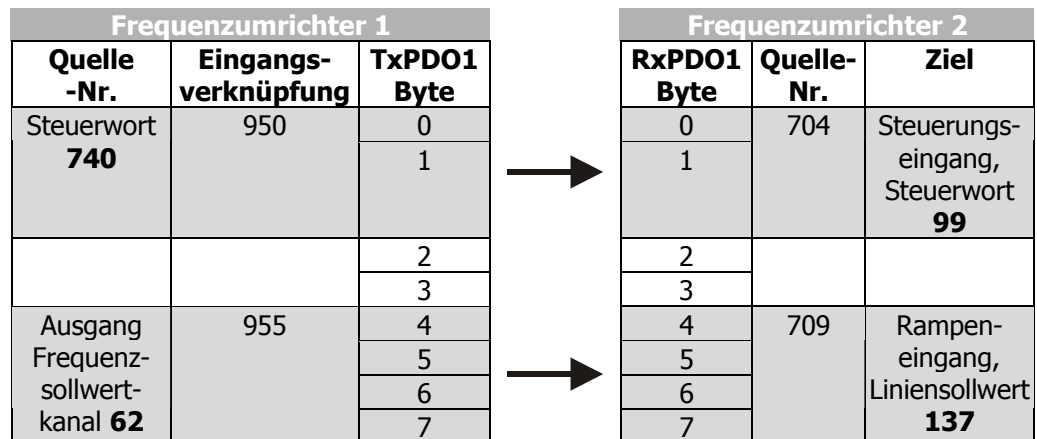 Frequenzumrichter 1
Quelle
-Nr.
Eingangs-
verknüpfung
TxPDO1
Byte
Steuerwort
740
950
0
1
2
3
Ausgang
Frequenz-
sollwert-
kanal 62
955
4
5
6
7
Frequenzumrichter 2
RxPDO1
Byte
Quelle-
Nr.
Ziel
0
1
704
Steuerungs-
eingang,
Steuerwort
99
2
3
4
5
6
7
709
Rampen-
eingang,
Liniensollwert
137